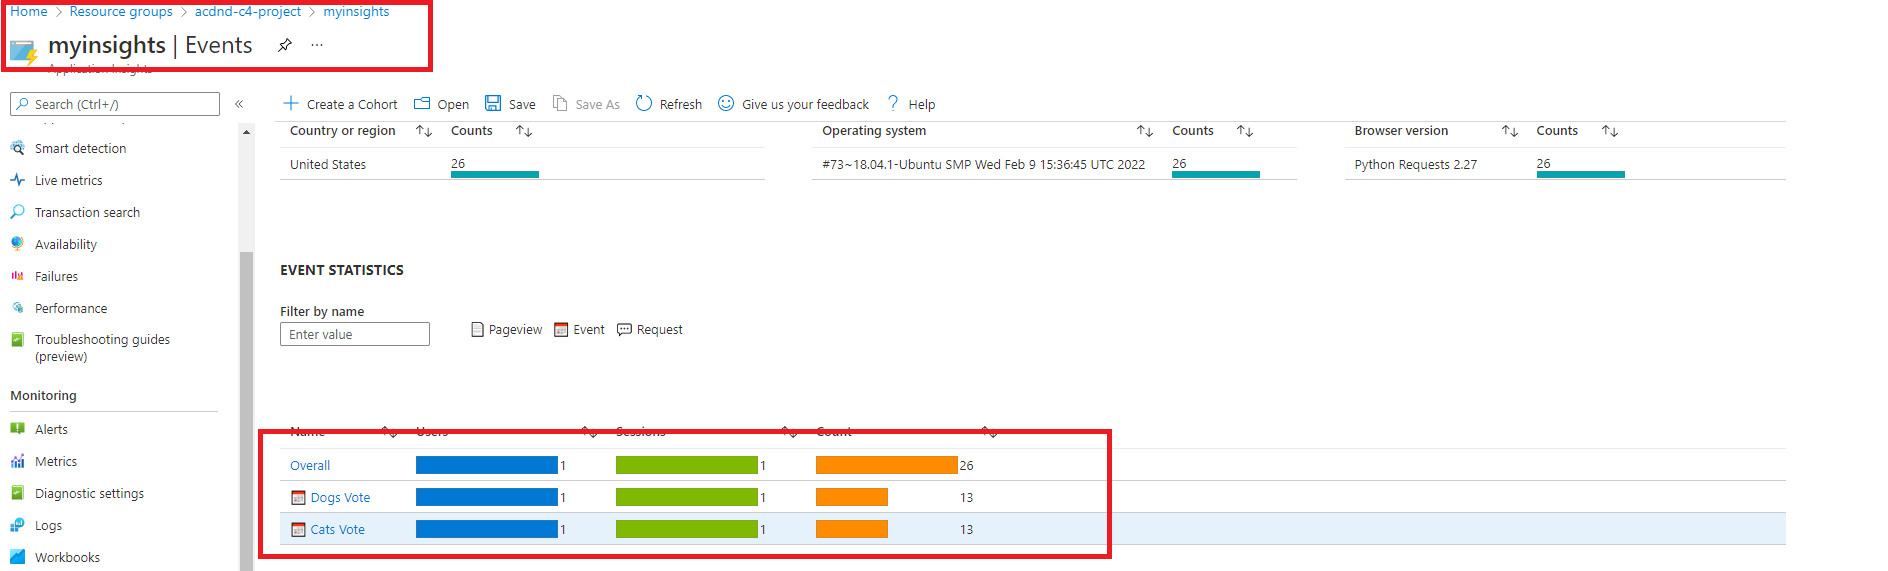 Home > Resource groups > acdnd-c4-project > myinsights
myinsights | Events
Application Insights
Search (Ctrl+/)
«
Create a Cohort Open Save Save As Refresh Give us your feedback Help
Country or region Counts Operating system Counts Browser version Counts
United States 26 #73~18.04.1-Ubuntu SMP Wed Feb 9 15:36:45 UTC 2022 26 Python Requests 2.27 26
Smart detection
Live metrics
Transaction search
Availability
Failures
Performance
Troubleshooting guides
(preview)
Monitoring
Alerts
Metrics
Diagnostic settings
Logs
Workbooks
EVENT STATISTICS
Filter by name
Enter value
Pageview Event Request
Name Users Sessions Count
Overall 1 1 26
Dogs Vote 1 1 13
Cats Vote 1 1 13